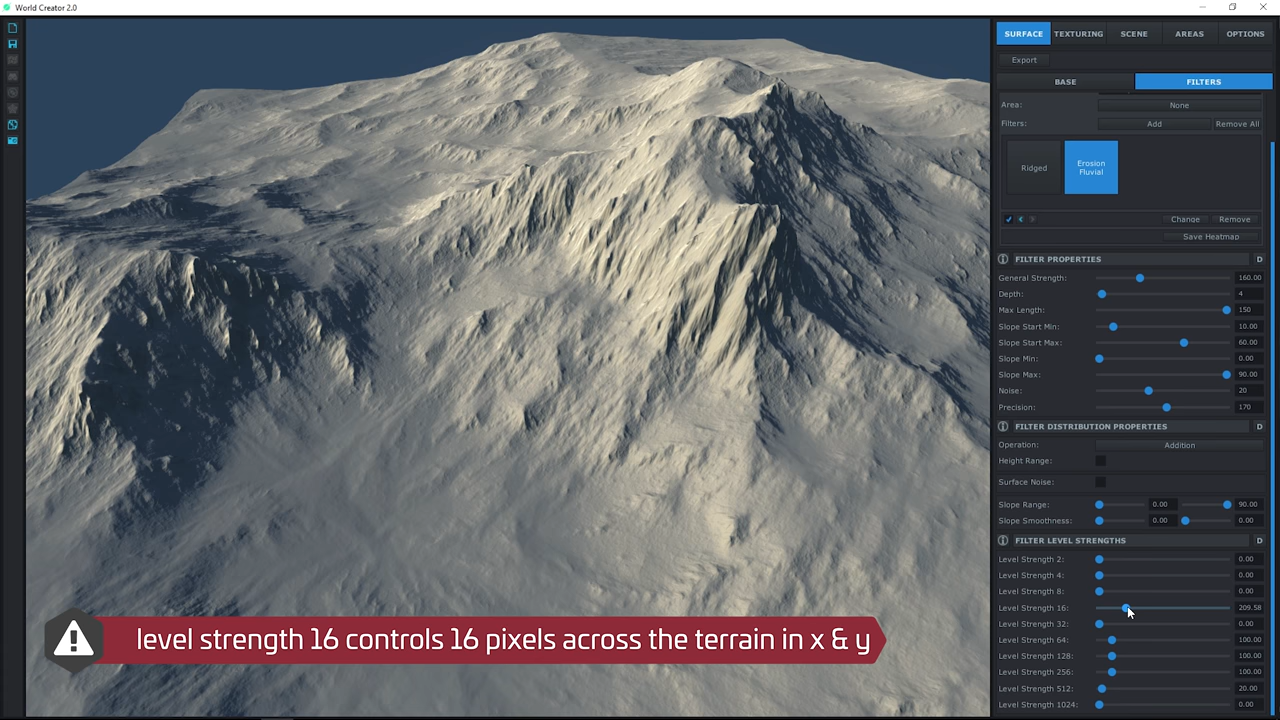 World Creator 2.0
SURFACE TEXTURING SCENE AREAS OPTIONS
Export
BASE FILTERS
Area: None
Filters: Add Remove All
Ridged
Erosion
Fluvial
Change Remove
Save Heatmap
FILTER PROPERTIES D
General Strength: 160.00
Depth: 4
Max Length: 150
Slope Start Min: 10.00
Slope Start Max: 60.00
Slope Min: 0.00
Slope Max: 90.00
Noise: 20
Precision: 170
FILTER DISTRIBUTION PROPERTIES D
Operation: Addition
Height Range:
Surface Noise:
Slope Range: 0.00 90.00
Slope Smoothness: 0.00 0.00
FILTER LEVEL STRENGTHS D
Level Strength 2: 0.00
Level Strength 4: 0.00
Level Strength 8: 0.00
Level Strength 16: 209.58
Level Strength 32: 0.00
Level Strength 64: 100.00
Level Strength 128: 100.00
Level Strength 256: 100.00
Level Strength 512: 20.00
Level Strength 1024: 0.00
level strength 16 controls 16 pixels across the terrain in x & y